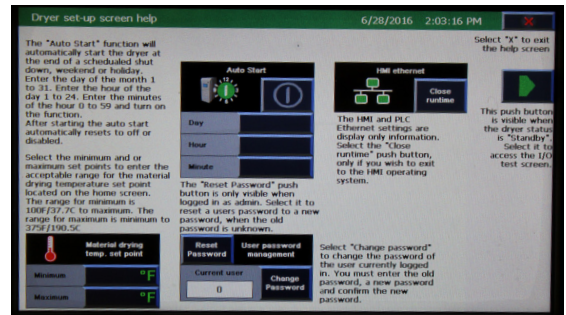 Dryer set-up screen help
6/28/2016 2:03:16 PM
X
The "Auto Start" function will
automatically start the dryer at
the end of a schedualed shut
down, weekend or holiday.
Enter the day of the month 1
to 31. Enter the hour of the
day 1 to 24. Enter the minutes
of the hour 0 to 59 and turn on
the function.
After starting the auto start
automatically resets to off or
disabled.
Select the minimum and or
maximum set points to enter the
acceptable range for the material
drying temperature set point
located on the home screen.
The range for minimum is
100F/37.7C to maximum. The
range for maximum is minimum to
375F/190.5C
Material drying
temp. set point
Minimum °F
Maximum °F
Auto Start
Day
Hour
Minute
The "Reset Password" push
button is only visible when
logged in as admin. Select it to
reset a users password to a new
password, when the old
password is unknown.
Reset
Password
User password
management
Current user
0
Change
Password
HMI ethernet
Close
runtime
The HMI and PLC
Ethernet settings are
display only information.
Select the "Close
runtime" push button,
only if you wish to exit
to the HMI operating
system.
Select "Change password"
to change the password of
the user currently logged
in. You must enter the old
password, a new password
and confirm the new
password.
Select "X" to exit
the help screen
This push button
is visible when
the dryer status
is "Standby".
Select it to
access the I/O
test screen.